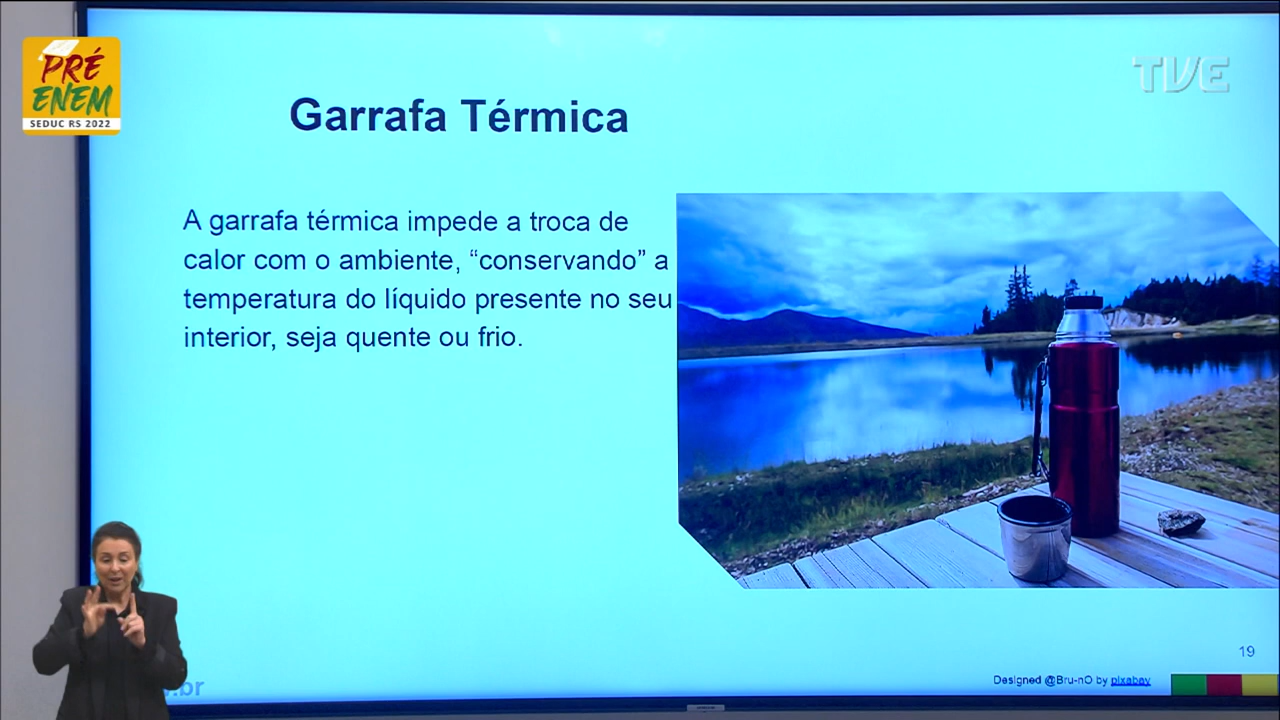 PRÉ
ENEM
SEDUC RS 2022
TVE
Garrafa Térmica
A garrafa térmica impede a troca de
calor com o ambiente, “conservando” a
temperatura do líquido presente no seu
interior, seja quente ou frio.
19
Designed @Bru-nO by pixabay
.br